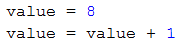 value = 8
value = value + 1